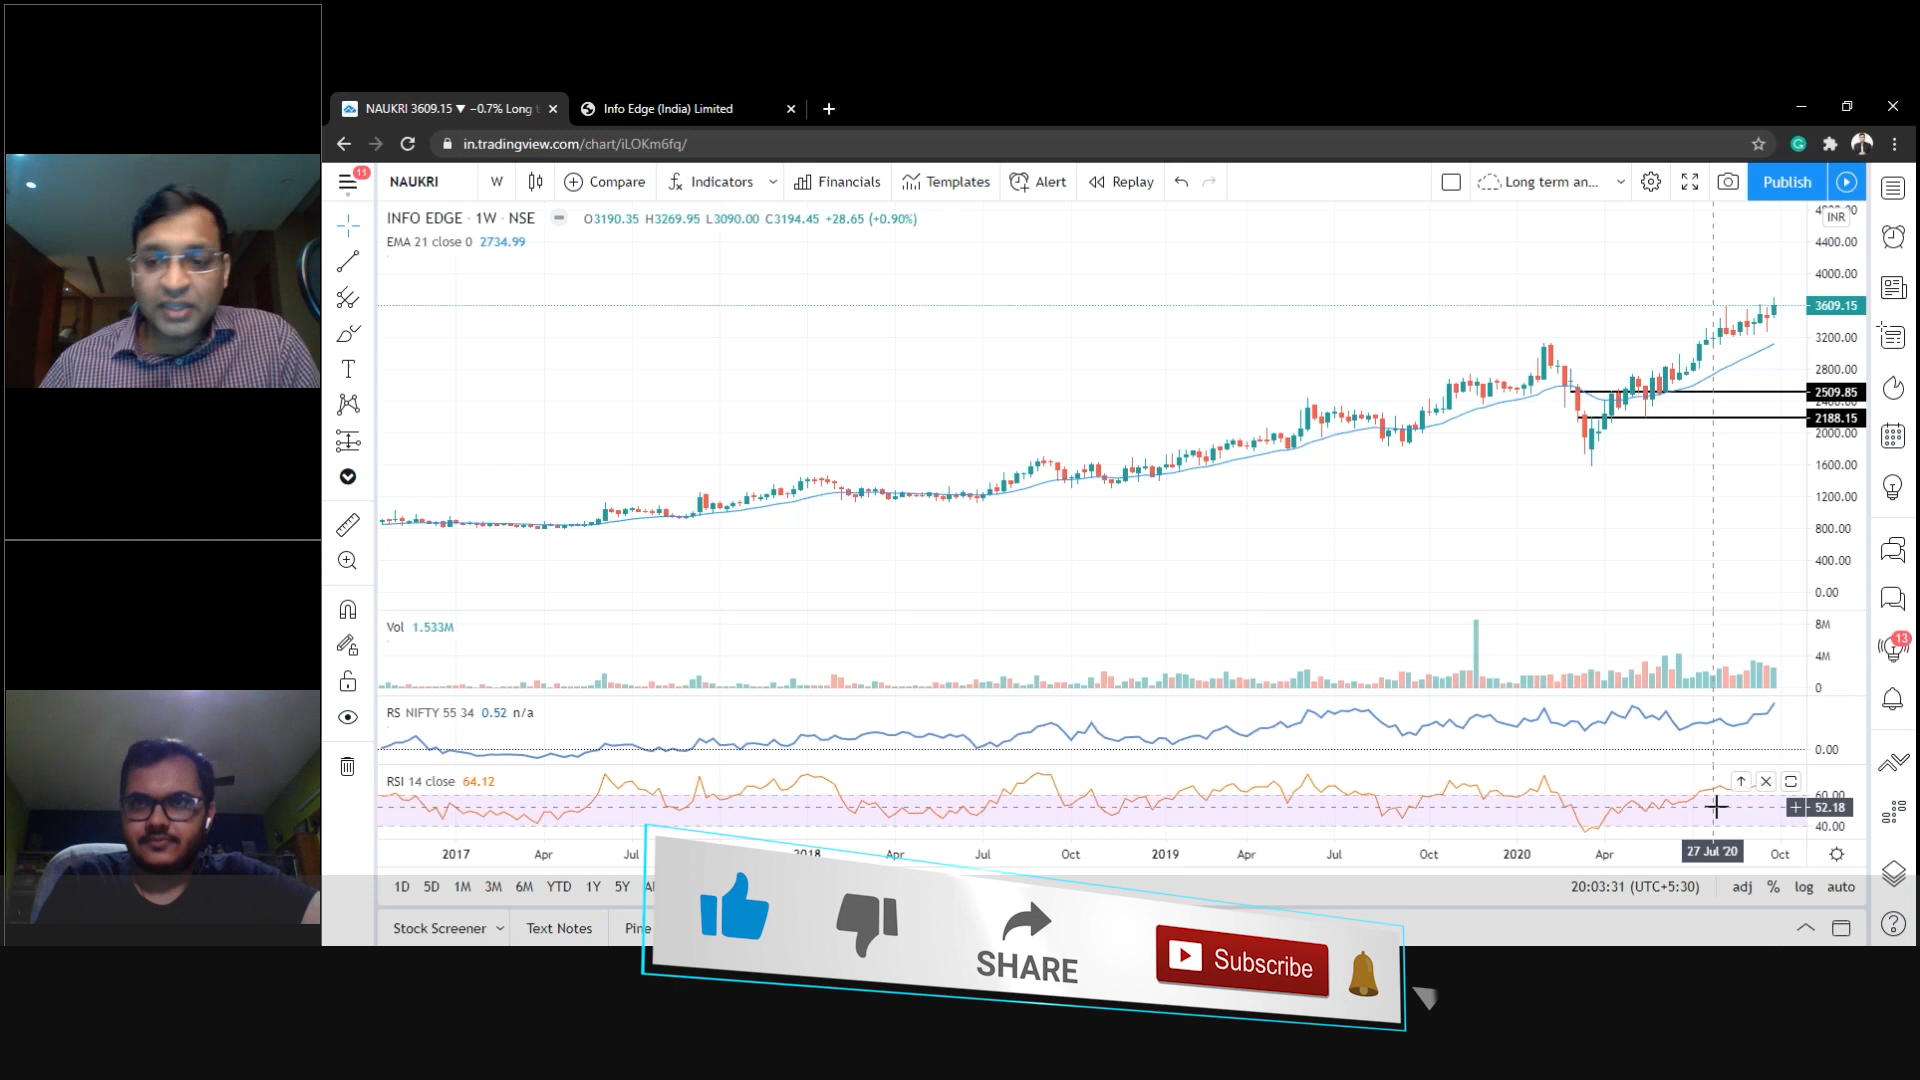 NAUKRI 3609.15 ▼ −0.7% Long t
Info Edge (India) Limited
in.tradingview.com/chart/iLOKm6fq/
11
NAUKRI W Compare Indicators Financials Templates Alert Replay Long term an... Publish
INFO EDGE · 1W · NSE O3190.35 H3269.95 L3090.00 C3194.45 +28.65 (+0.90%)
EMA 21 close 0 2734.99
INR
4400.00
4000.00
3609.15
3200.00
2800.00
2509.85
2188.15
2000.00
1600.00
1200.00
800.00
400.00
0.00
Vol 1.533M
8M
4M
0
13
RS NIFTY 55 34 0.52 n/a
0.00
RSI 14 close 64.12
60.00
52.18
40.00
2017 Apr Jul 2018 Apr Jul Oct 2019 Apr Jul Oct 2020 Apr 27 Jul '20 Oct
1D 5D 1M 3M 6M YTD 1Y 5Y
20:03:31 (UTC+5:30) adj % log auto
Stock Screener Text Notes Pine
SHARE
Subscribe